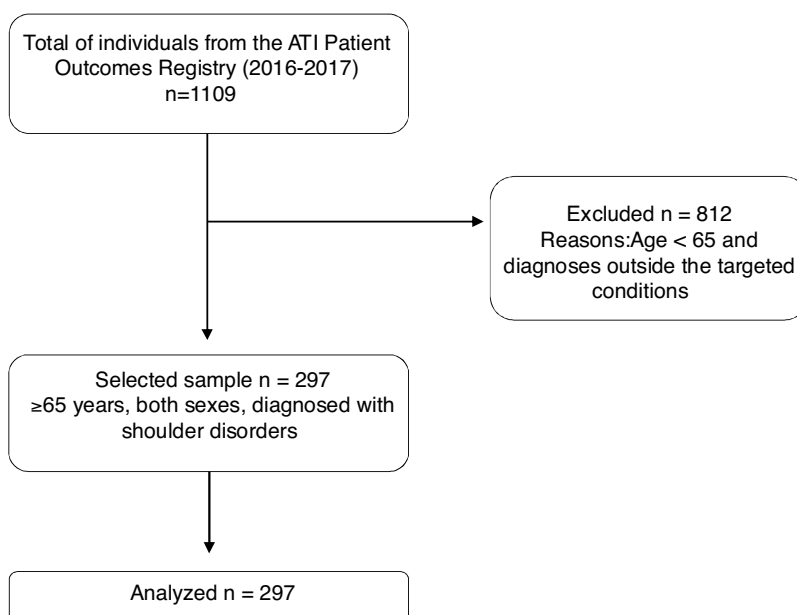 Total of individuals from the ATI Patient
Outcomes Registry (2016-2017)
n=1109
Excluded n = 812
Reasons:Age < 65 and
diagnoses outside the targeted
conditions
Selected sample n = 297
≥65 years, both sexes, diagnosed with
shoulder disorders
Analyzed n = 297